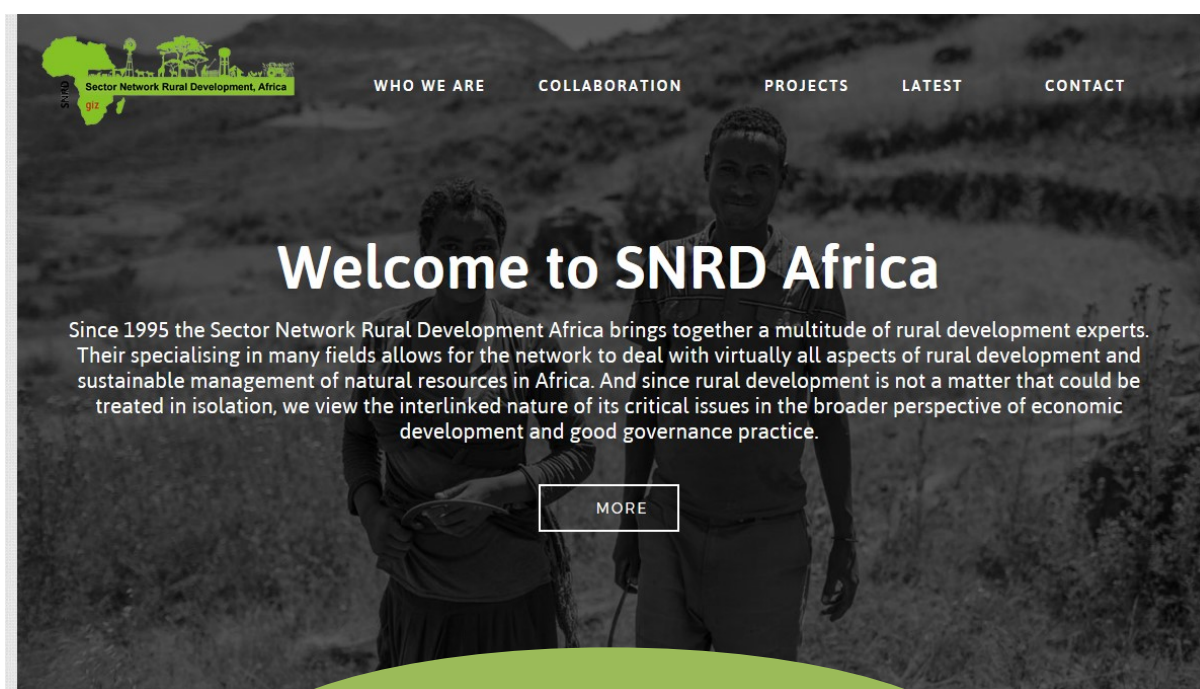 Sector Network Rural Development, Africa
SNRD
giz
WHO WE ARE
COLLABORATION
PROJECTS
LATEST
CONTACT
Welcome to SNRD Africa
Since 1995 the Sector Network Rural Development Africa brings together a multitude of rural development experts.
Their specialising in many fields allows for the network to deal with virtually all aspects of rural development and
sustainable management of natural resources in Africa. And since rural development is not a matter that could be
treated in isolation, we view the interlinked nature of its critical issues in the broader perspective of economic
development and good governance practice.
MORE